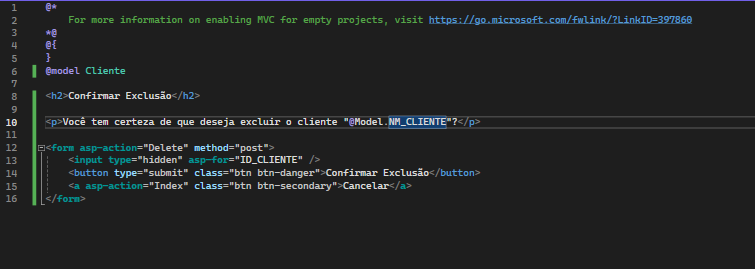 1 @*
2 For more information on enabling MVC for empty projects, visit https://go.microsoft.com/fwlink/?LinkID=397860
3 *@
4 @{
5 }
6 @model Cliente
7
8 <h2>Confirmar Exclusão</h2>
9
10 <p>Você tem certeza de que deseja excluir o cliente "@Model.NM_CLIENTE"?</p>
11
12 <form asp-action="Delete" method="post">
13 <input type="hidden" asp-for="ID_CLIENTE" />
14 <button type="submit" class="btn btn-danger">Confirmar Exclusão</button>
15 <a asp-action="Index" class="btn btn-secondary">Cancelar</a>
16 </form>